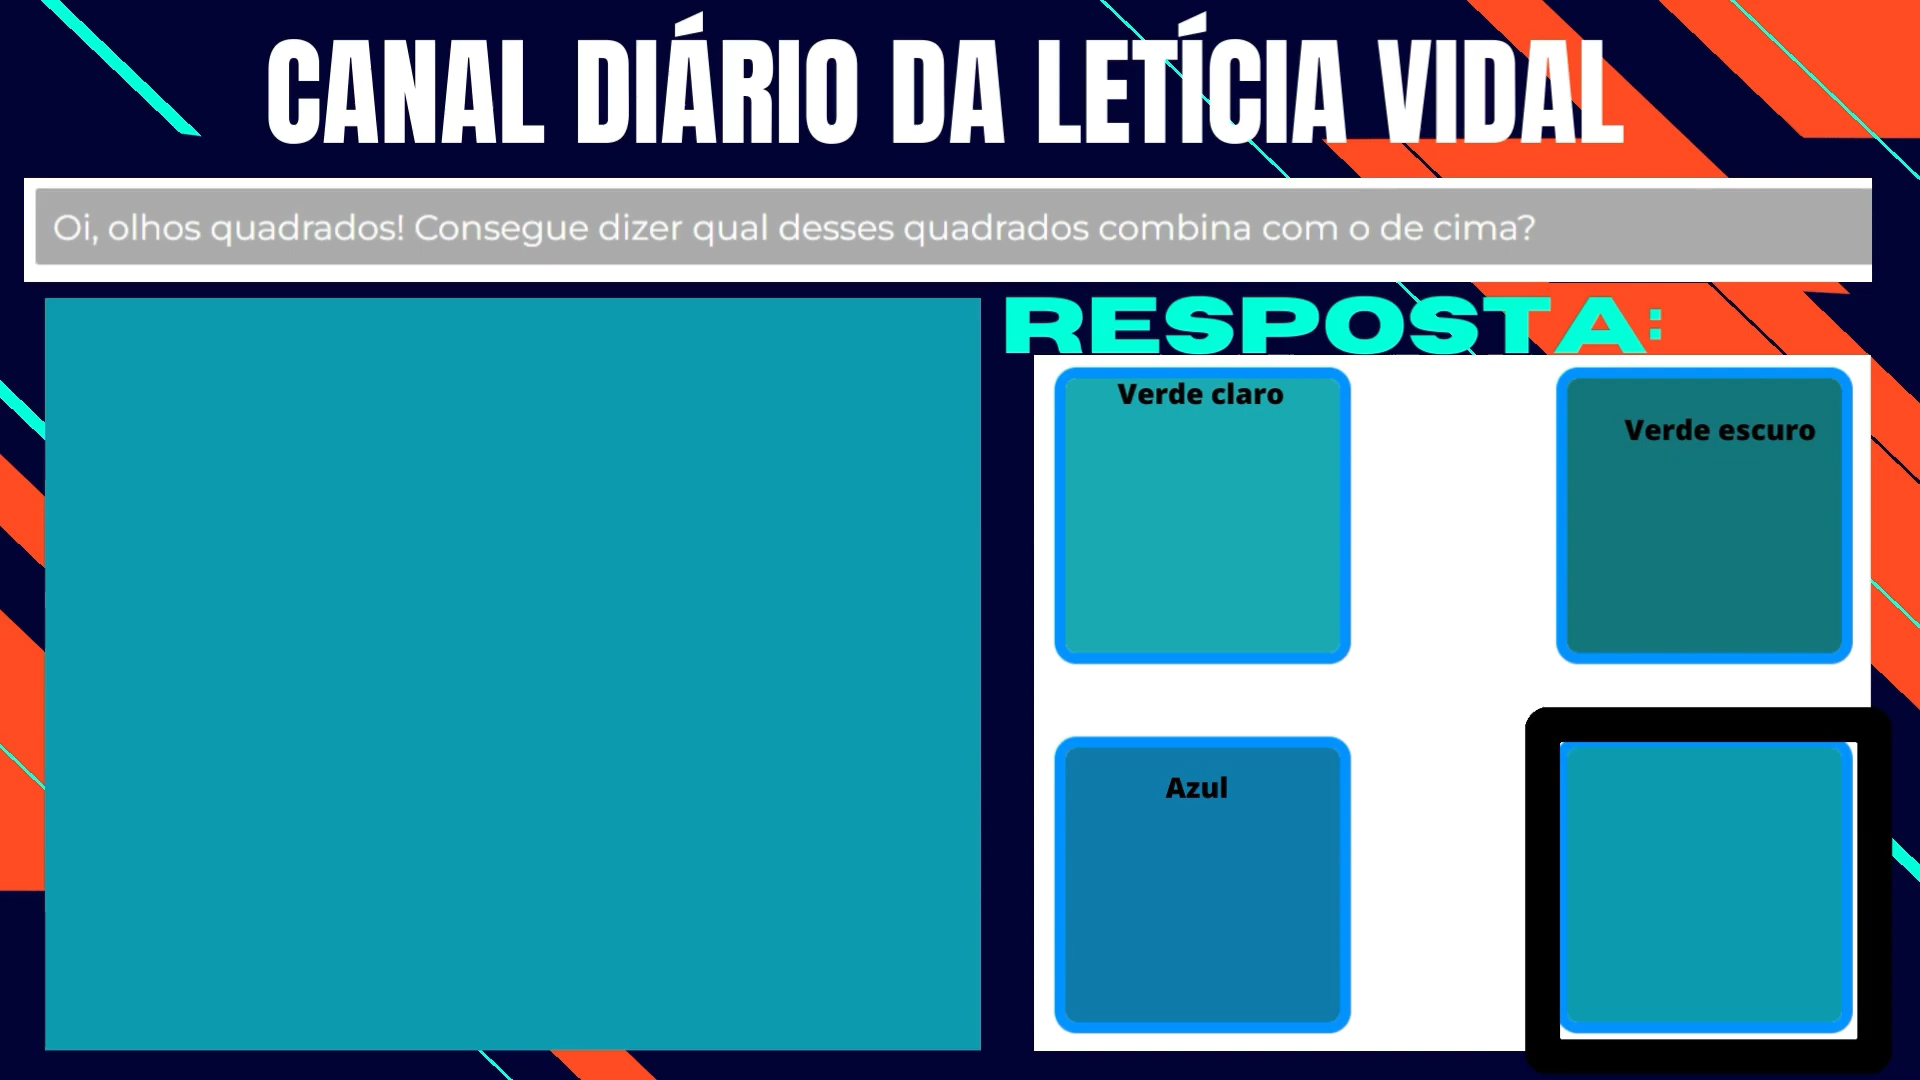 CANAL DIÁRIO DA LETÍCIA VIDAL
Oi, olhos quadrados! Consegue dizer qual desses quadrados combina com o de cima?
RESPOSTA:
Verde claro
Verde escuro
Azul